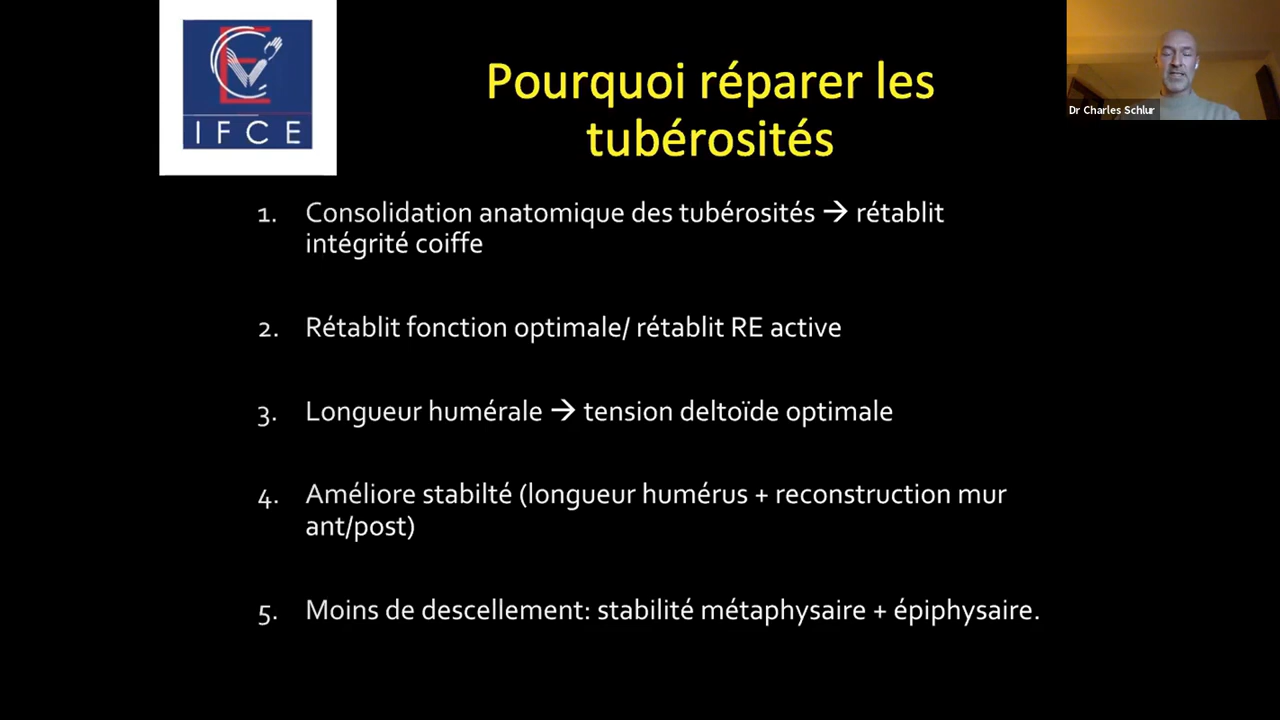 IFCE
Pourquoi réparer les
tubérosités
Dr Charles Schlur
1. Consolidation anatomique des tubérosités → rétablit
intégrité coiffe
2. Rétablit fonction optimale/ rétablit RE active
3. Longueur humérale → tension deltoïde optimale
4. Améliore stabilté (longueur humérus + reconstruction mur
ant/post)
5. Moins de descellement: stabilité métaphysaire + épiphysaire.